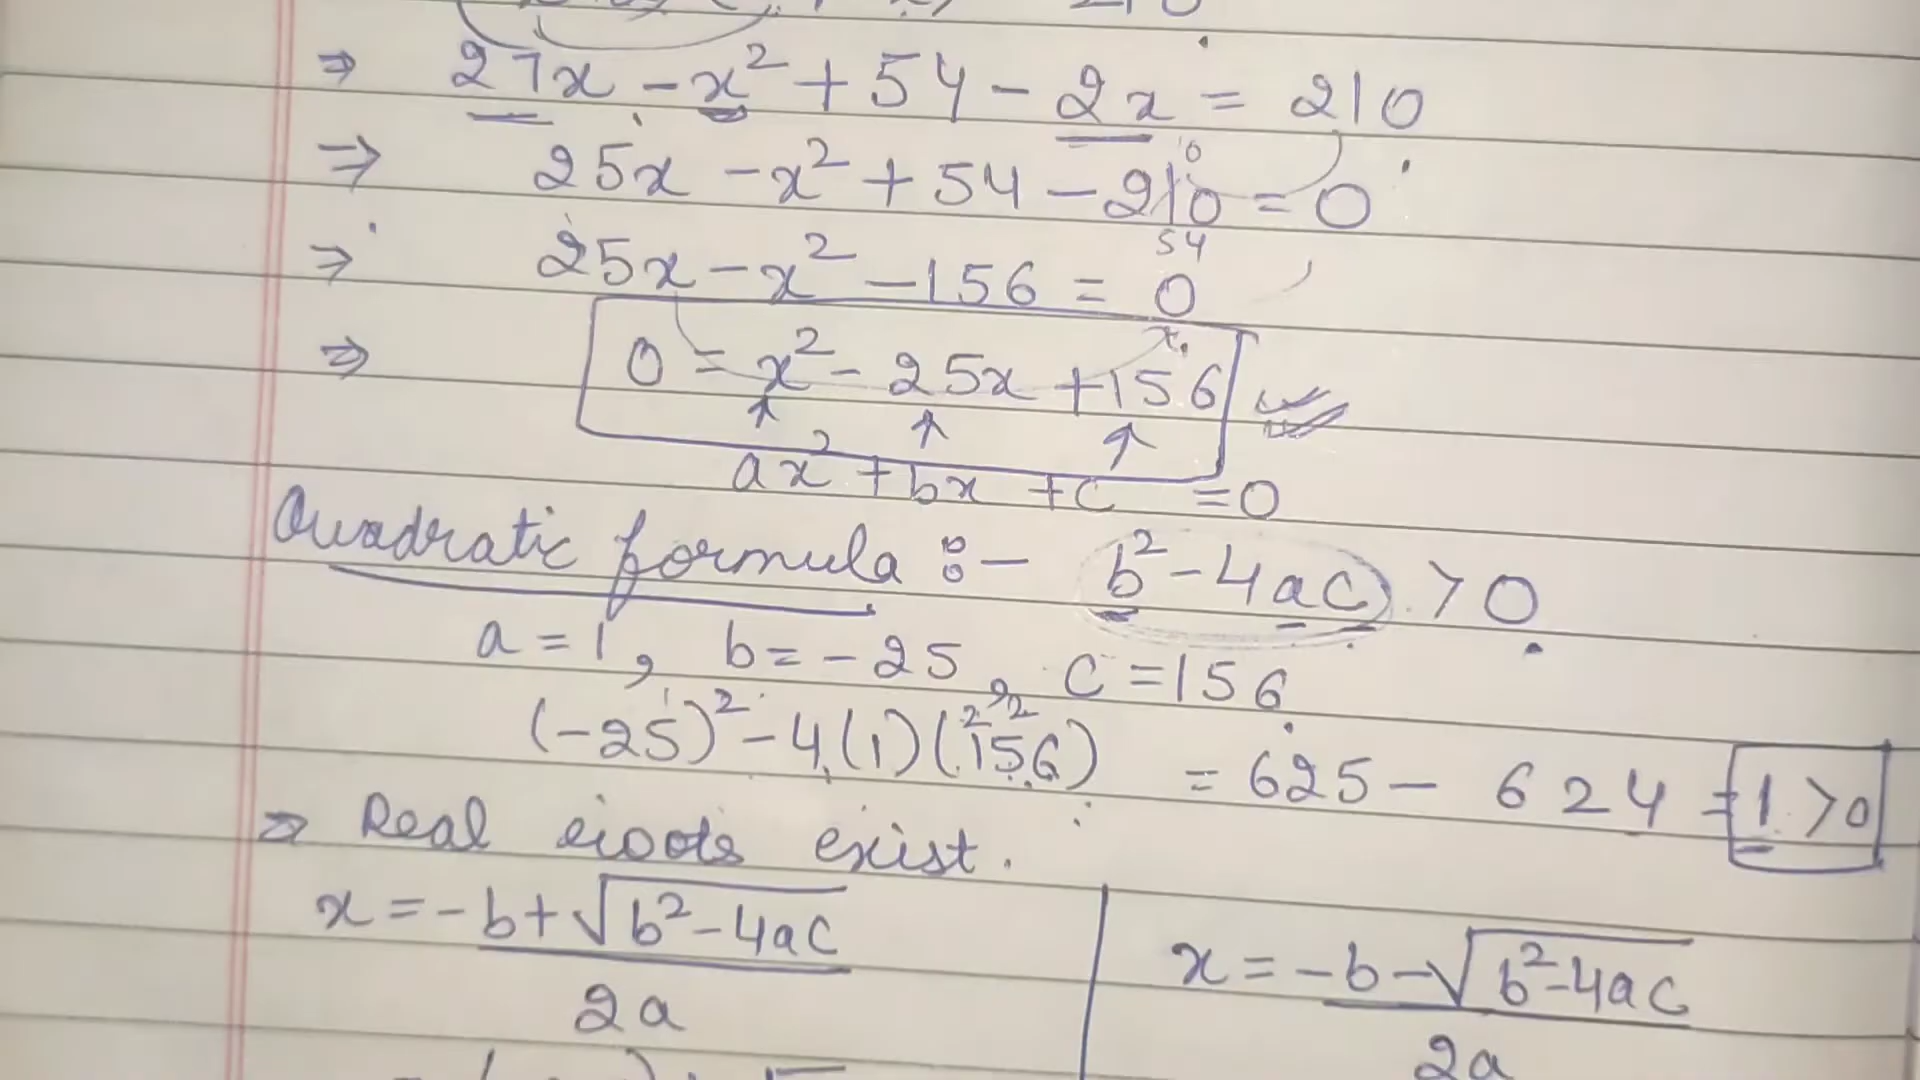 ⇒ 27x - x² + 54 - 2x = 210
⇒ 25x - x² + 54 - 210 = 0
54
⇒ 25x - x² - 156 = 0
⇒ 0 = x² - 25x + 156
ax² + bx + c = 0
Quadratic formula :- b² - 4ac > 0
a = 1, b = -25, c = 156
(-25)² - 4(1)(156) = 625 - 624 = 1 > 0
⇒ Real roots exist.
x = -b + √b² - 4ac / 2a
x = -b - √b² - 4ac / 2a